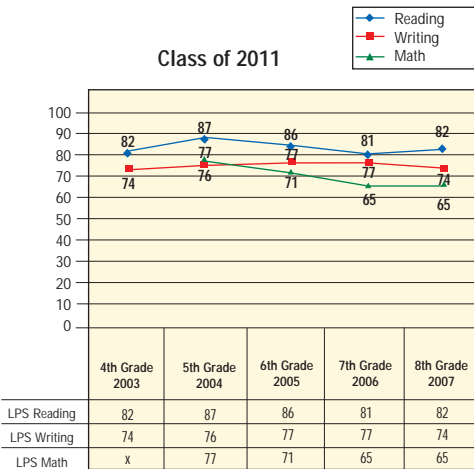 Reading
Writing
Math
Class of 2011
100
90
80
70
60
50
40
30
20
10
0
82 87 86 81 82
77 77
74 76 71 77 74
65 65
4th Grade 5th Grade 6th Grade 7th Grade 8th Grade
2003 2004 2005 2006 2007
LPS Reading 82 87 86 81 82
LPS Writing 74 76 77 77 74
LPS Math x 77 71 65 65